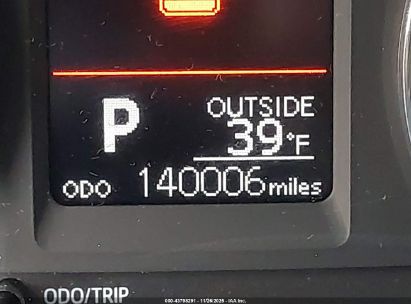 P
OUTSIDE
39°F
ODO 140006 miles
ODO/TRIP